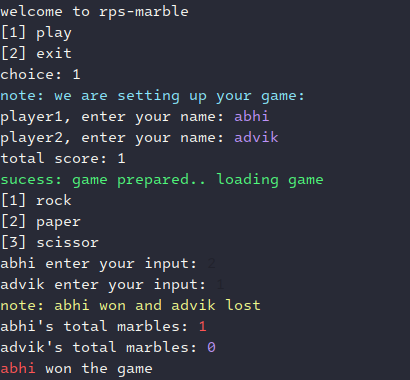 welcome to rps-marble
[1] play
[2] exit
choice: 1
note: we are setting up your game:
player1, enter your name: abhi
player2, enter your name: advik
total score: 1
sucess: game prepared.. loading game
[1] rock
[2] paper
[3] scissor
abhi enter your input: 2
advik enter your input: 1
note: abhi won and advik lost
abhi's total marbles: 1
advik's total marbles: 0
abhi won the game